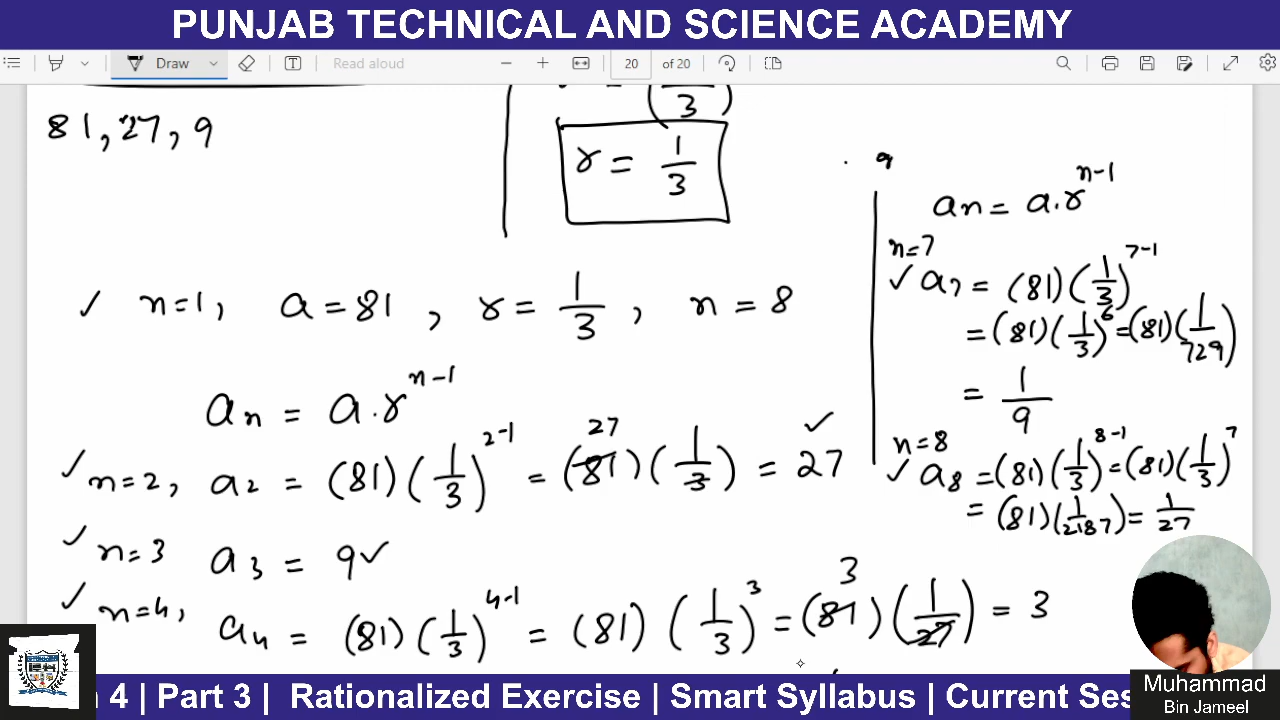 PUNJAB TECHNICAL AND SCIENCE ACADEMY
Draw
Read aloud
20 of 20
81, 27, 9
3
r = 1/3
n=1, a=81, r=1/3, n=8
aₙ = a.r^(n-1)
n=2, a₂ = (81)(1/3)^(2-1) = (81)(1/3) = 27
27
n=3 a₃ = 9
n=4, a₄ = (81)(1/3)^(4-1) = (81)(1/3)^3 = (81)(1/27) = 3
3
aₙ = a.r^(n-1)
n=7
a₇ = (81)(1/3)^(7-1)
= (81)(1/3)^6 = (81)(1/729)
= 1/9
n=8
a₈ = (81)(1/3)^(8-1) = (81)(1/3)^7
= (81)(1/2187) = 1/27
4 | Part 3 | Rationalized Exercise | Smart Syllabus | Current Ses
Muhammad
Bin Jameel